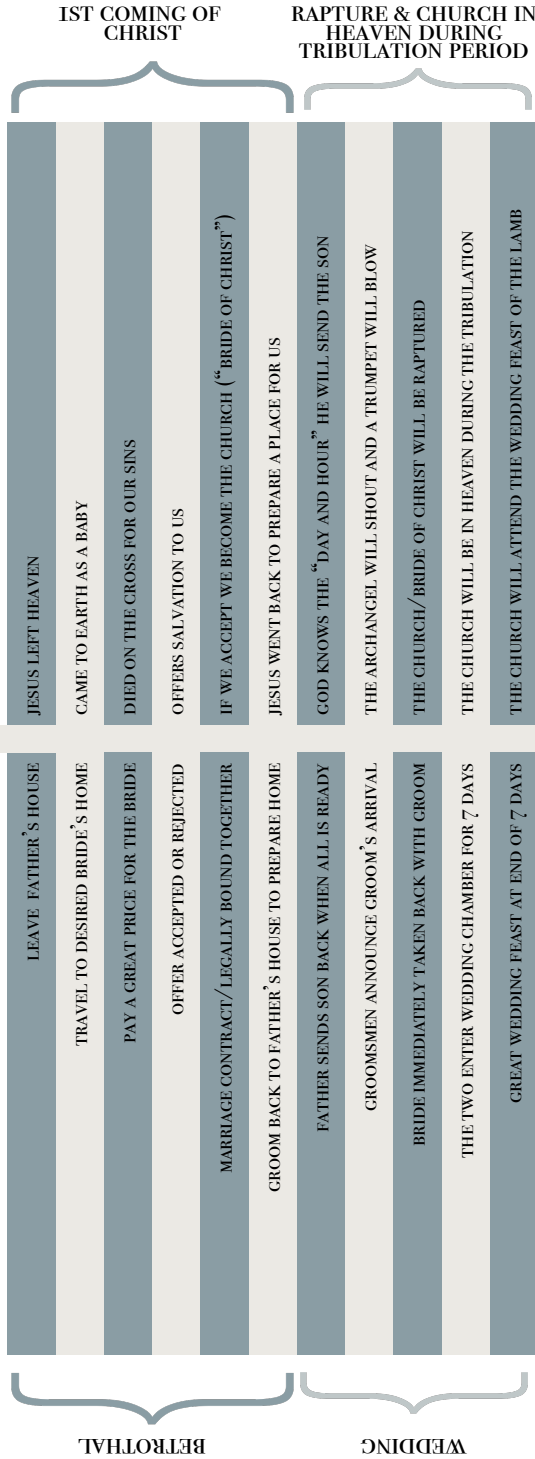 1ST COMING OF
CHRIST
RAPTURE & CHURCH IN
HEAVEN DURING
TRIBULATION PERIOD
JESUS LEFT HEAVEN
CAME TO EARTH AS A BABY
DIED ON THE CROSS FOR OUR SINS
OFFERS SALVATION TO US
IF WE ACCEPT WE BECOME THE CHURCH (“BRIDE OF CHRIST”)
JESUS WENT BACK TO PREPARE A PLACE FOR US
GOD KNOWS THE “DAY AND HOUR” HE WILL SEND THE SON
THE ARCHANGEL WILL SHOUT AND A TRUMPET WILL BLOW
THE CHURCH/BRIDE OF CHRIST WILL BE RAPTURED
THE CHURCH WILL BE IN HEAVEN DURING THE TRIBULATION
THE CHURCH WILL ATTEND THE WEDDING FEAST OF THE LAMB
LEAVE FATHER'S HOUSE
TRAVEL TO DESIRED BRIDE'S HOME
PAY A GREAT PRICE FOR THE BRIDE
OFFER ACCEPTED OR REJECTED
MARRIAGE CONTRACT/LEGALLY BOUND TOGETHER
GROOM BACK TO FATHER'S HOUSE TO PREPARE HOME
FATHER SENDS SON BACK WHEN ALL IS READY
GROOMSMEN ANNOUNCE GROOM'S ARRIVAL
BRIDE IMMEDIATELY TAKEN BACK WITH GROOM
THE TWO ENTER WEDDING CHAMBER FOR 7 DAYS
GREAT WEDDING FEAST AT END OF 7 DAYS
BETROTHAL
WEDDING